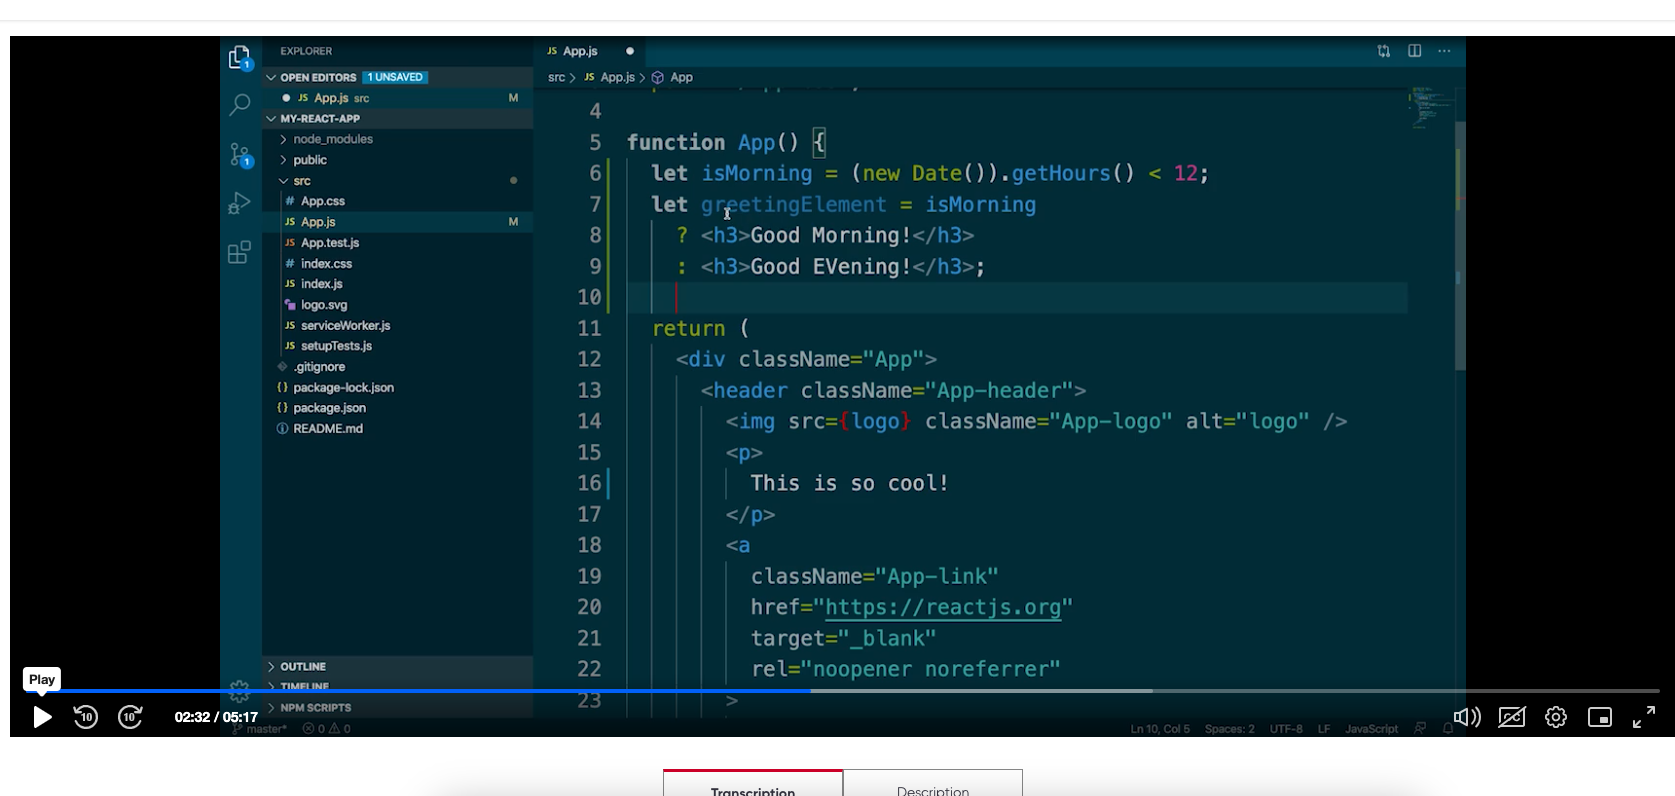 EXPLORER
OPEN EDITORS 1 UNSAVED
JS App.js src M
MY-REACT-APP
node_modules
public
src
# App.css
JS App.js M
JS App.test.js
# index.css
JS index.js
logo.svg
JS serviceWorker.js
JS setupTests.js
.gitignore
{} package-lock.json
{} package.json
README.md
OUTLINE
TIMELINE
NPM SCRIPTS
1
1
JS App.js
src > JS App.js > App
4
5 function App() {
6 let isMorning = (new Date()).getHours() < 12;
7 let greetingElement = isMorning
8 ? <h3>Good Morning!</h3>
9 : <h3>Good EVening!</h3>;
10
11 return (
12 <div className="App">
13 <header className="App-header">
14 <img src={logo} className="App-logo" alt="logo" />
15 <p>
16 This is so cool!
17 </p>
18 <a
19 className="App-link"
20 href="https://reactjs.org"
21 target="_blank"
22 rel="noopener noreferrer"
23 >
Play
10 10 02:32 / 05:17
master* 0 0 Ln 10, Col 5 Spaces: 2 UTF-8 LF JavaScript
Transcription Description